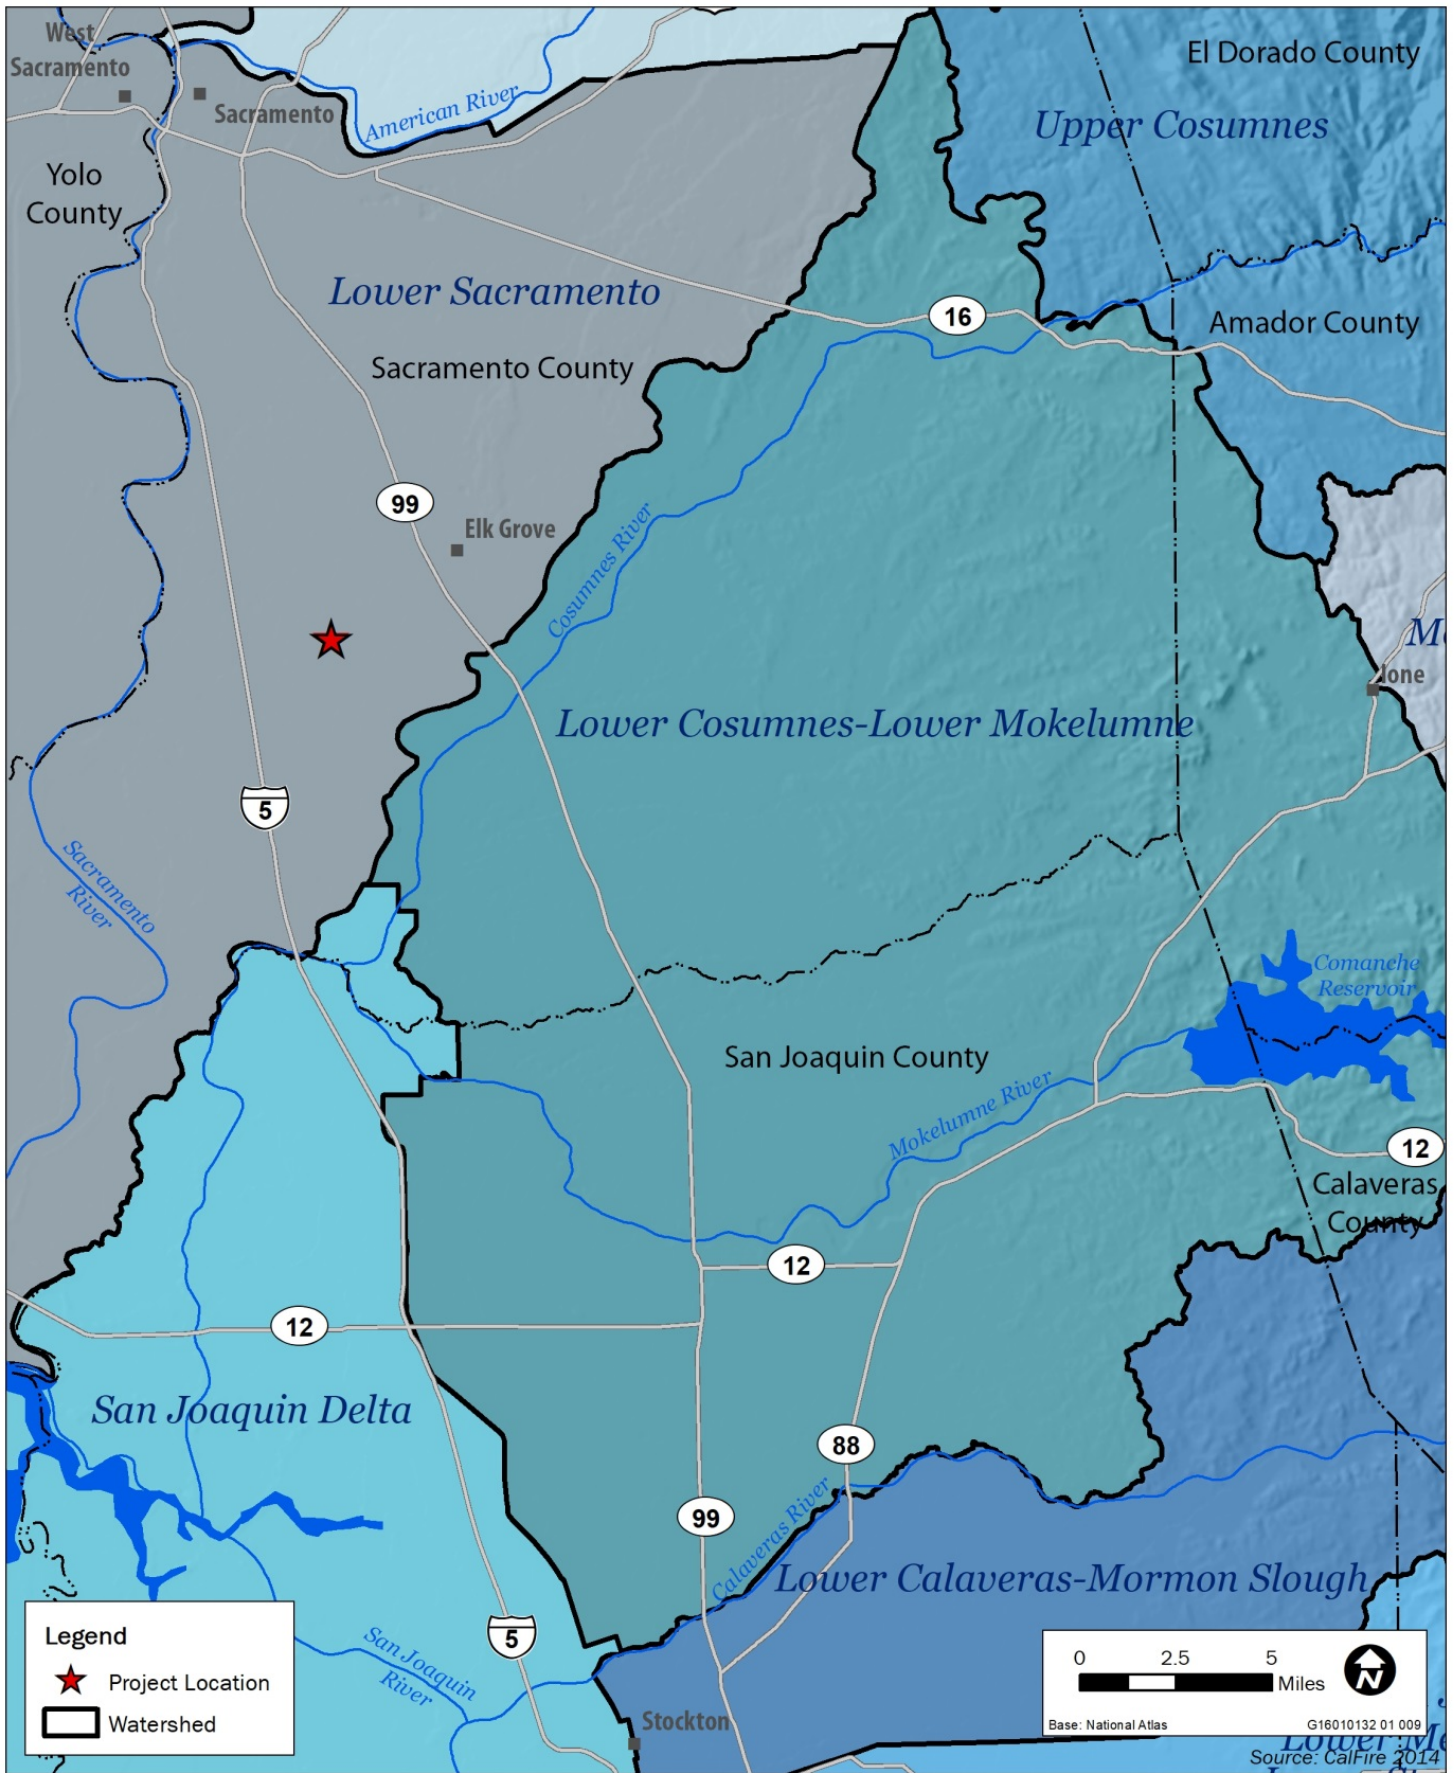 West
Sacramento
Sacramento
American River
El Dorado County
Upper Cosumnes
Yolo
County
Lower Sacramento
16
Amador County
Sacramento County
99
Elk Grove
Cosumnes River
Ione
Lower Cosumnes-Lower Mokelumne
5
Sacramento
River
Comanche
Reservoir
San Joaquin County
Mokelumne River
12
Calaveras
County
12
12
San Joaquin Delta
88
99
Calaveras River
Lower Calaveras-Mormon Slough
5
San Joaquin
River
Stockton
Legend
Project Location
Watershed
0 2.5 5
Miles
N
Base: National Atlas G16010132 01 009
Lower
Source: CalFire 2014